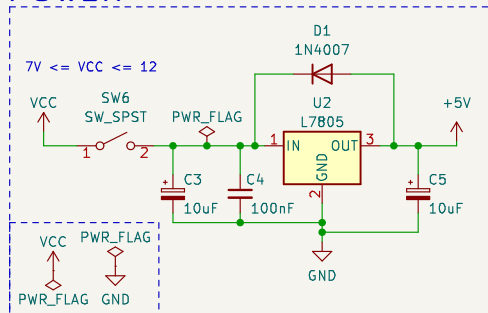 D1
1N4007
7V <= VCC <= 12
U2
L7805
VCC
SW6
SW_SPST
PWR_FLAG
+5V
1
2
1
IN
OUT
3
GND
2
C3
10uF
C4
100nF
C5
10uF
GND
VCC
PWR_FLAG
PWR_FLAG
GND